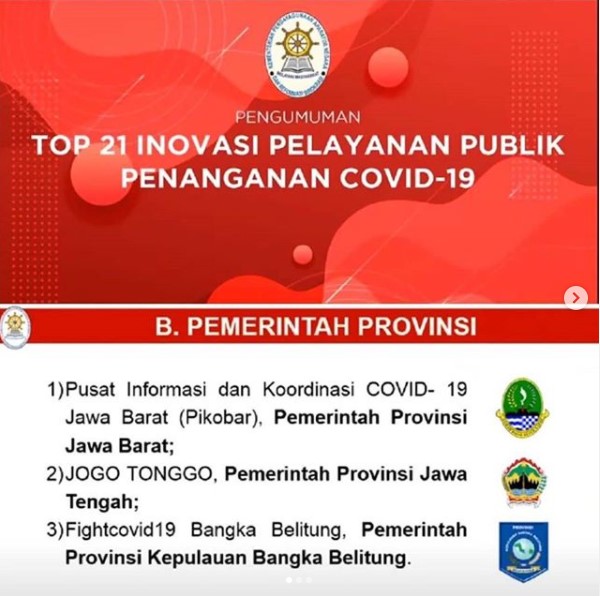 PENGUMUMAN
TOP 21 INOVASI PELAYANAN PUBLIK
PENANGANAN COVID-19
B. PEMERINTAH PROVINSI
1)Pusat Informasi dan Koordinasi COVID- 19
Jawa Barat (Pikobar), Pemerintah Provinsi
Jawa Barat;
2)JOGO TONGGO, Pemerintah Provinsi Jawa
Tengah;
3)Fightcovid19 Bangka Belitung, Pemerintah
Provinsi Kepulauan Bangka Belitung.